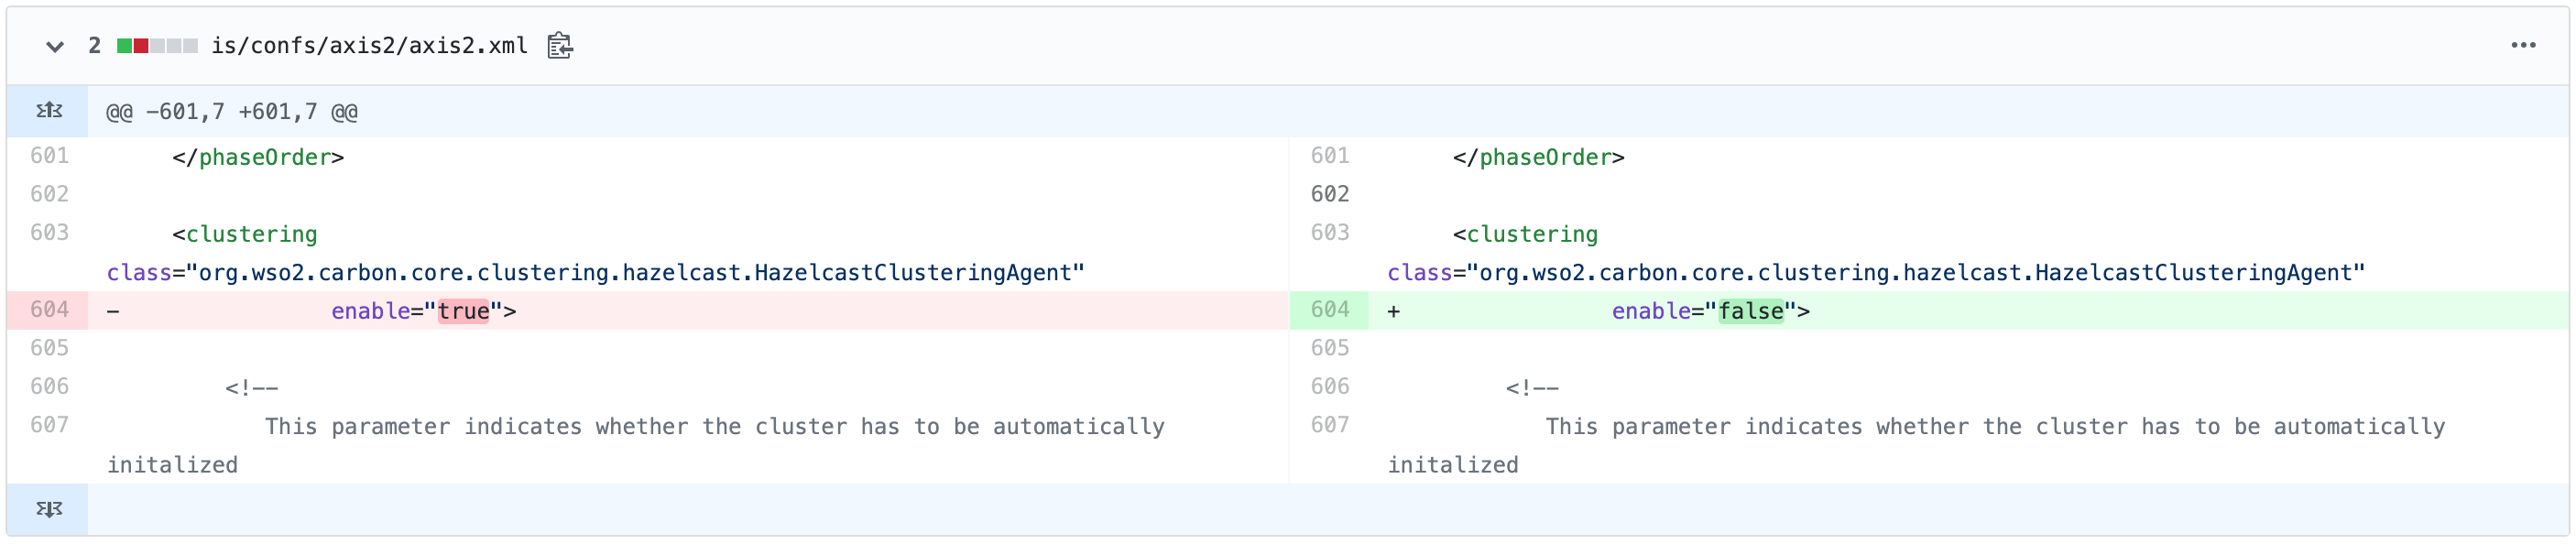 2 is/confs/axis2/axis2.xml
@@ -601,7 +601,7 @@
601 </phaseOrder> 601 </phaseOrder>
602 602
603 <clustering 603 <clustering
class="org.wso2.carbon.core.clustering.hazelcast.HazelcastClusteringAgent" class="org.wso2.carbon.core.clustering.hazelcast.HazelcastClusteringAgent"
604 - enable="true"> 604 + enable="false">
605 605
606 <!-- 606 <!--
607 This parameter indicates whether the cluster has to be automatically 607 This parameter indicates whether the cluster has to be automatically
initalized initalized